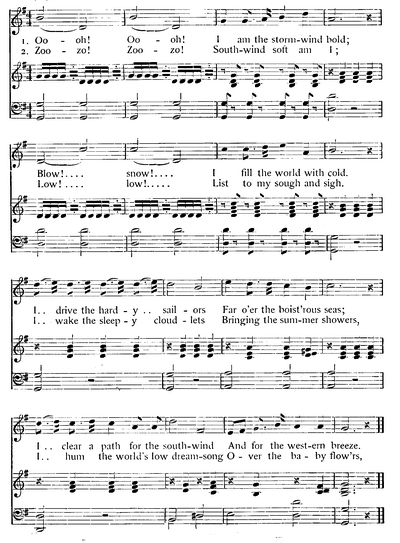 1. Oo - oh! Oo - oh! I am the storm-wind bold;
2. Zoo - zo! Zoo - zo! South-wind soft am I;
Blow!.... snow!.... I fill the world with cold.
Low!.... low!.... List to my sough and sigh.
I.. drive the hard-y.. sail-ors Far o'er the boist'rous seas;
I.. wake the sleep-y cloud-lets Bringing the sum-mer showers,
I.. clear a path for the south-wind And for the west-ern breeze.
I.. hum the world's low dream-song O-ver the ba-by flow'rs,